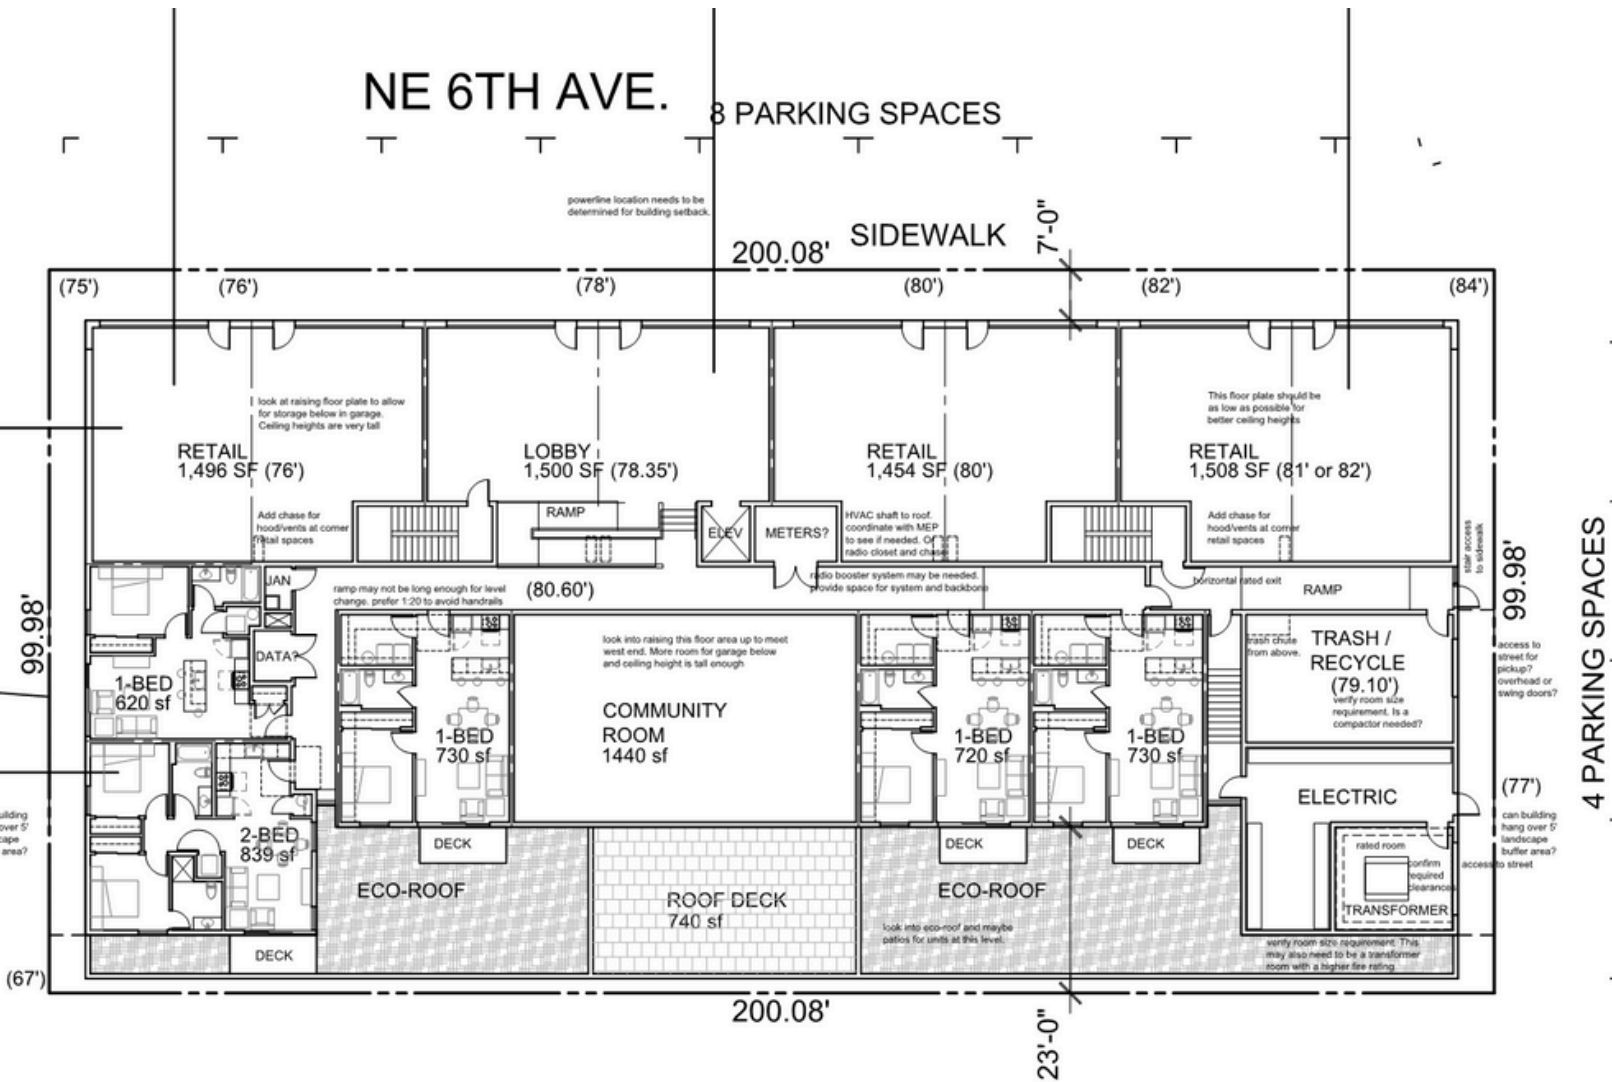 NE 6TH AVE.
8 PARKING SPACES
powerline location needs to be
determined for building setback.
SIDEWALK
7'-0"
200.08'
(75')
(76')
(78')
(80')
(82')
(84')
look at raising floor plate to allow
for storage below in garage.
Ceiling heights are very tall
This floor plate should be
as low as possible for
better ceiling heights
RETAIL
1,496 SF (76')
LOBBY
1,500 SF (78.35')
RETAIL
1,454 SF (80')
RETAIL
1,508 SF (81' or 82')
Add chase for
hood/vents at corner
retail spaces
RAMP
ELEV
METERS?
HVAC shaft to roof.
coordinate with MEP
to see if needed. Or
radio closet and chase
Add chase for
hood/vents at corner
retail spaces
stair access
to sidewalk
99.98'
4 PARKING SPACES
JAN
ramp may not be long enough for level
change. prefer 1:20 to avoid handrails
(80.60')
radio booster system may be needed.
provide space for system and backbone
horizontal rated exit
RAMP
99.98'
DATA?
look into raising this floor area up to meet
west end. More room for garage below
and ceiling height is tall enough
trash chute
from above.
TRASH /
RECYCLE
(79.10')
verify room size
requirement. Is a
compactor needed?
access to
street for
pickup?
overhead or
swing doors?
1-BED
620 sf
COMMUNITY
ROOM
1440 sf
1-BED
730 sf
1-BED
720 sf
1-BED
730 sf
ELECTRIC
(77')
can building
hang over 5'
landscape
buffer area?
uilding
over 5'
cape
area?
2-BED
839 sf
DECK
DECK
DECK
rated room
confirm
required
clearances
access to street
TRANSFORMER
ECO-ROOF
ROOF DECK
740 sf
ECO-ROOF
look into eco-roof and maybe
patios for units at this level.
verify room size requirement. This
may also need to be a transformer
room with a higher fire rating.
DECK
(67')
200.08'
23'-0"